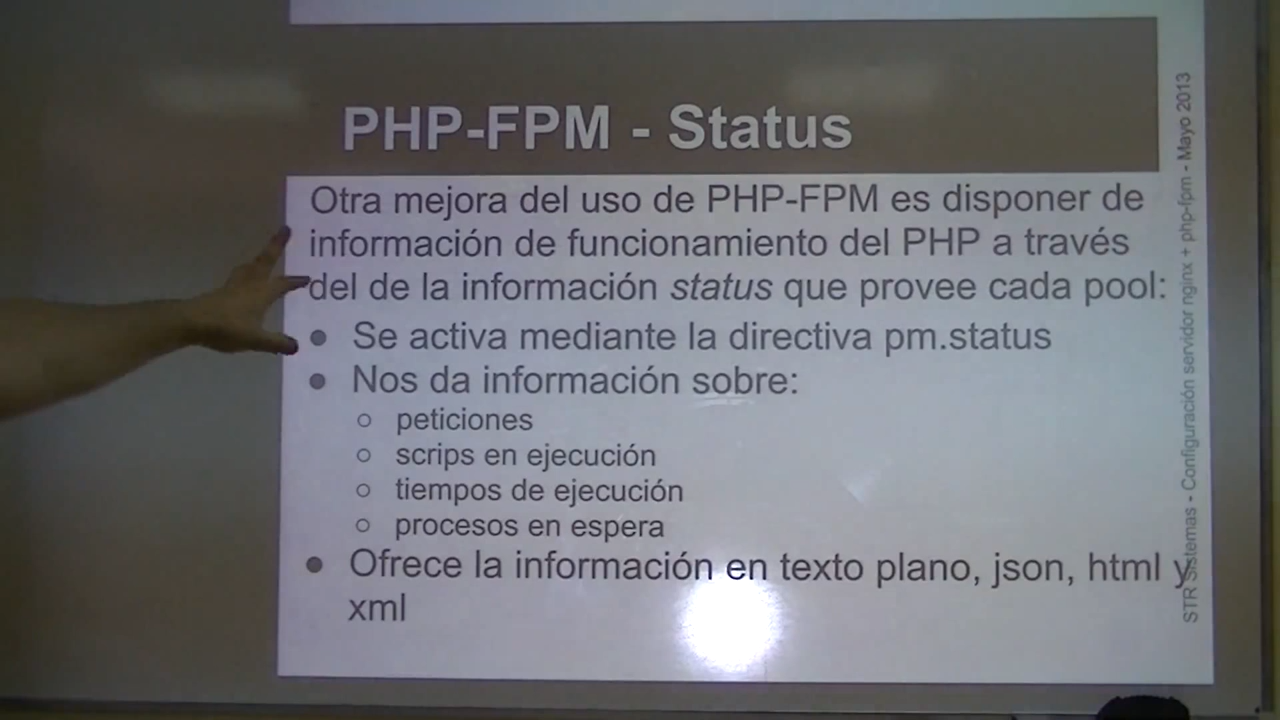 PHP-FPM - Status
Otra mejora del uso de PHP-FPM es disponer de
información de funcionamiento del PHP a través
del de la información status que provee cada pool:
Se activa mediante la directiva pm.status
Nos da información sobre:
peticiones
scrips en ejecución
tiempos de ejecución
procesos en espera
Ofrece la información en texto plano, json, html y
xml
STR Sistemas - Configuración servidor nginx + php-fpm - Mayo 2013